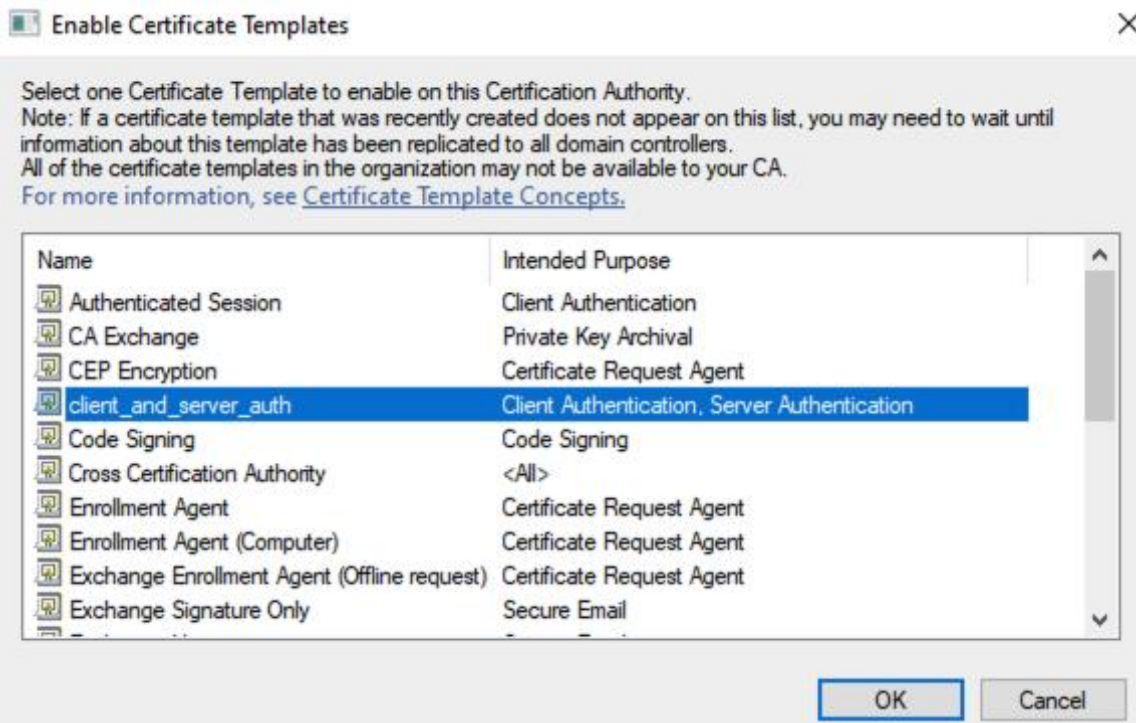 Enable Certificate Templates
Select one Certificate Template to enable on this Certification Authority.
Note: If a certificate template that was recently created does not appear on this list, you may need to wait until
information about this template has been replicated to all domain controllers.
All of the certificate templates in the organization may not be available to your CA.
For more information, see Certificate Template Concepts.
Name Intended Purpose
Authenticated Session Client Authentication
CA Exchange Private Key Archival
CEP Encryption Certificate Request Agent
client_and_server_auth Client Authentication, Server Authentication
Code Signing Code Signing
Cross Certification Authority <All>
Enrollment Agent Certificate Request Agent
Enrollment Agent (Computer) Certificate Request Agent
Exchange Enrollment Agent (Offline request) Certificate Request Agent
Exchange Signature Only Secure Email
OK Cancel